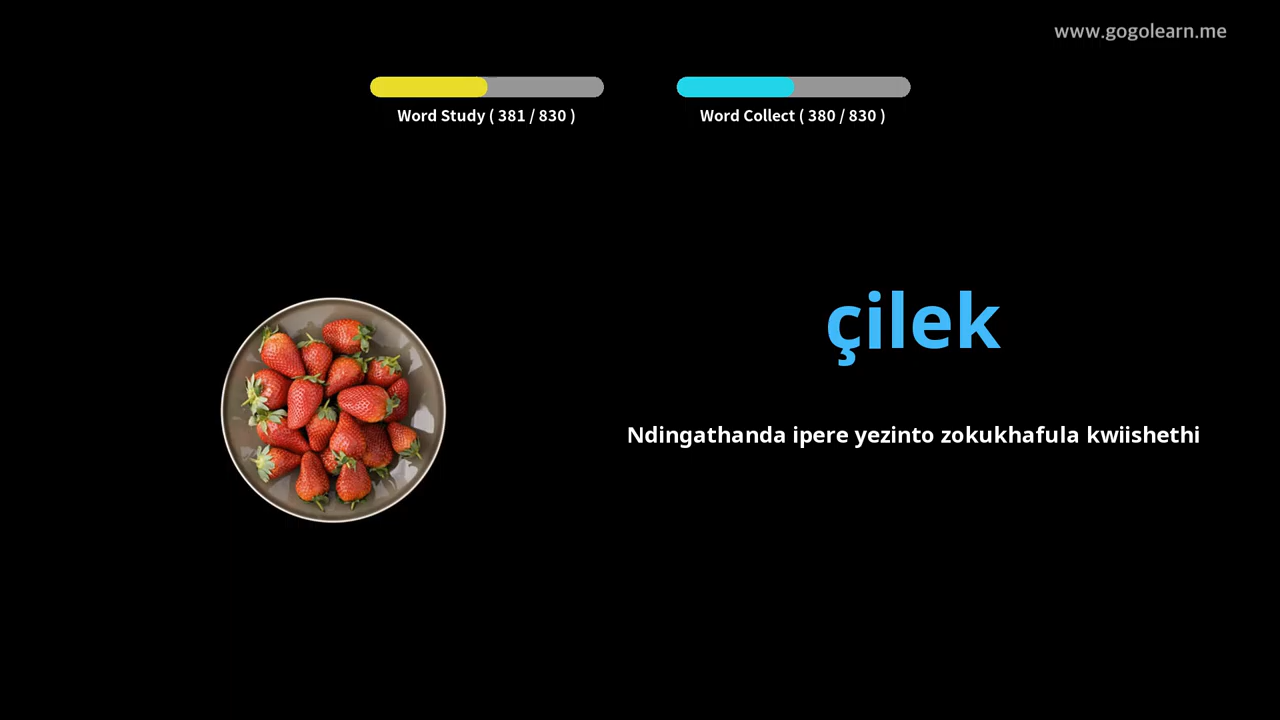 www.gogolearn.me
Word Study ( 381 / 830 )
Word Collect ( 380 / 830 )
çilek
Ndingathanda ipere yezinto zokukhafula kwiishethi